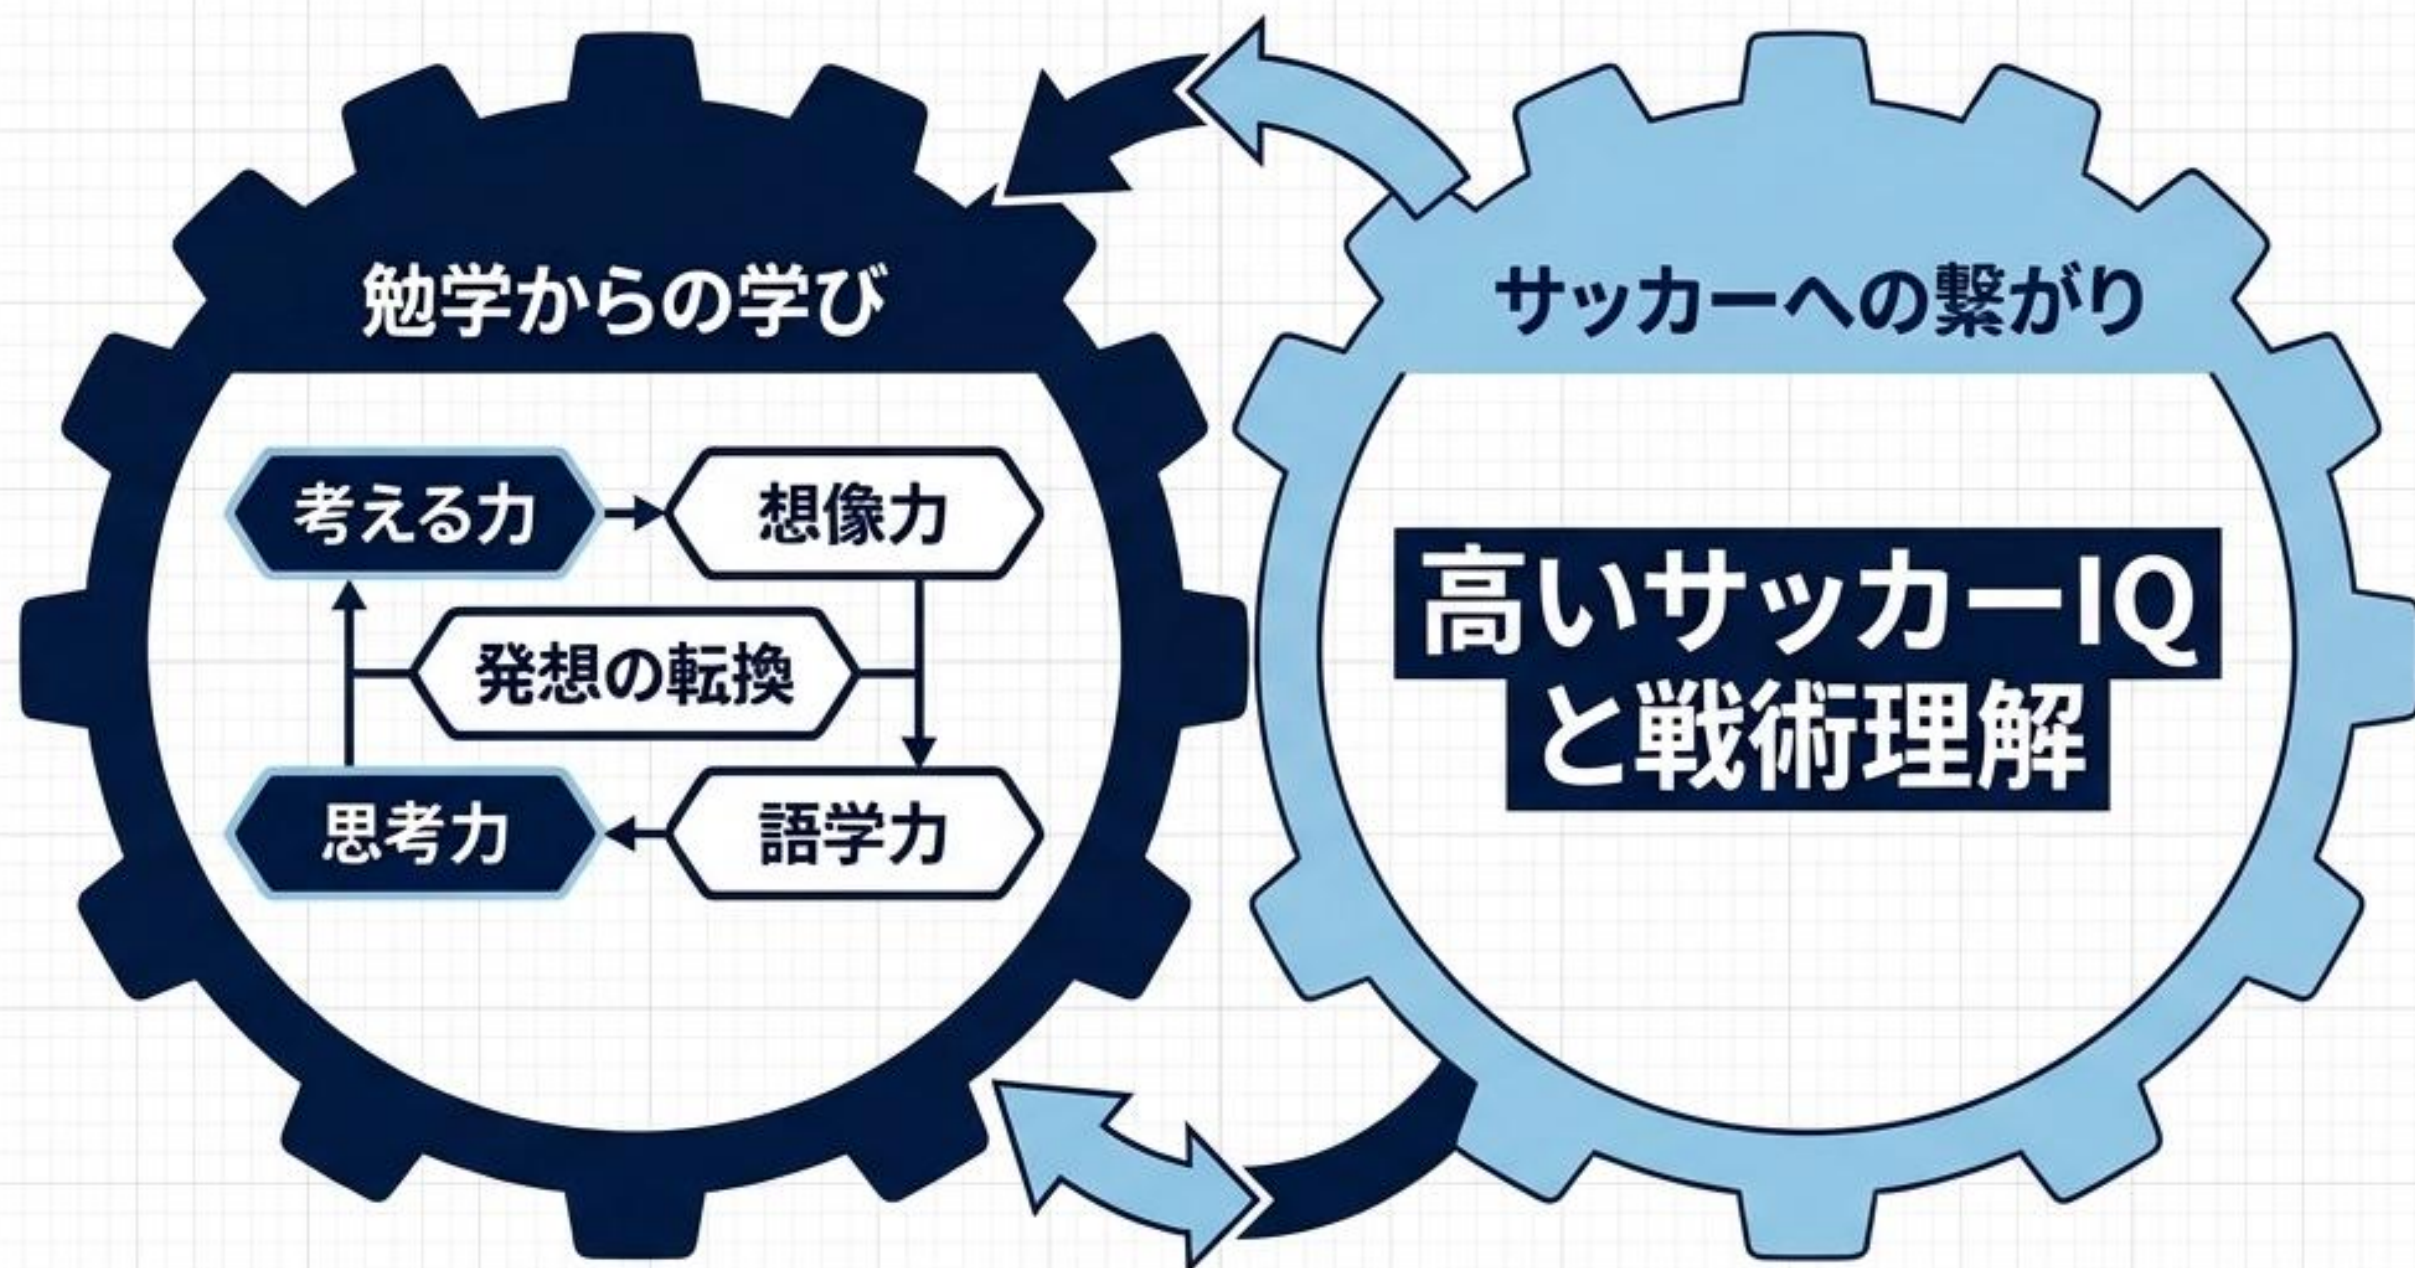 勉学からの学び
考える力
想像力
発想の転換
思考力
語学力
サッカーへの繋がり
高いサッカーIQ
と戦術理解